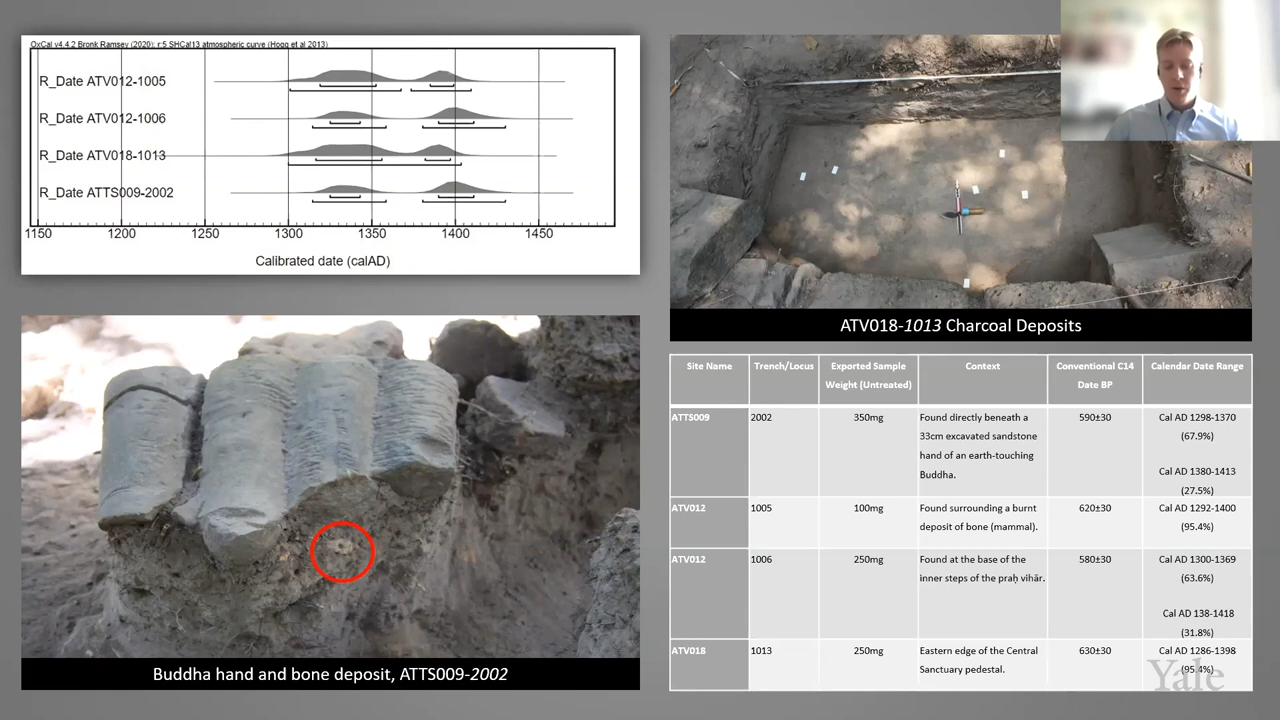 OxCal v4.4.2 Bronk Ramsey (2020); r:5 SHCal13 atmospheric curve (Hogg et al 2013)
R_Date ATV012-1005
R_Date ATV012-1006
R_Date ATV018-1013
R_Date ATTS009-2002
1150 1200 1250 1300 1350 1400 1450
Calibrated date (calAD)
ATV018-1013 Charcoal Deposits
Buddha hand and bone deposit, ATTS009-2002
Site Name Trench/Locus Exported Sample Context Conventional C14 Calendar Date Range
Weight (Untreated) Date BP
ATTS009 2002 350mg Found directly beneath a 590±30 Cal AD 1298-1370
33cm excavated sandstone (67.9%)
hand of an earth-touching
Buddha. Cal AD 1380-1413
(27.5%)
ATV012 1005 100mg Found surrounding a burnt 620±30 Cal AD 1292-1400
deposit of bone (mammal). (95.4%)
ATV012 1006 250mg Found at the base of the 580±30 Cal AD 1300-1369
inner steps of the praḥ vihār. (63.6%)
Cal AD 138-1418
(31.8%)
ATV018 1013 250mg Eastern edge of the Central 630±30 Cal AD 1286-1398
Sanctuary pedestal. (95.4%)
Yale